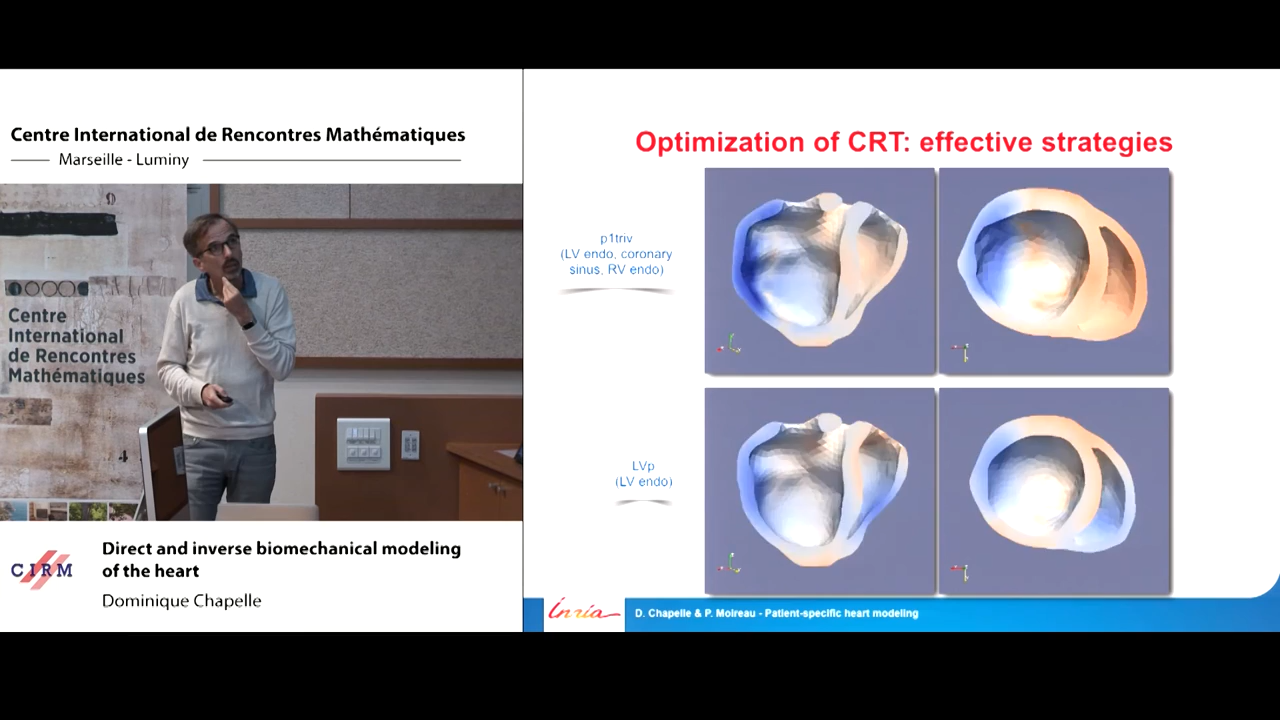 Centre International de Rencontres Mathématiques
Marseille - Luminy
Centre
International
de Rencontres
Mathématiques
4
CIRM
Direct and inverse biomechanical modeling
of the heart
Dominique Chapelle
Optimization of CRT: effective strategies
p1triv
(LV endo, coronary
sinus, RV endo)
LVp
(LV endo)
Inria
D. Chapelle & P. Moireau - Patient-specific heart modeling